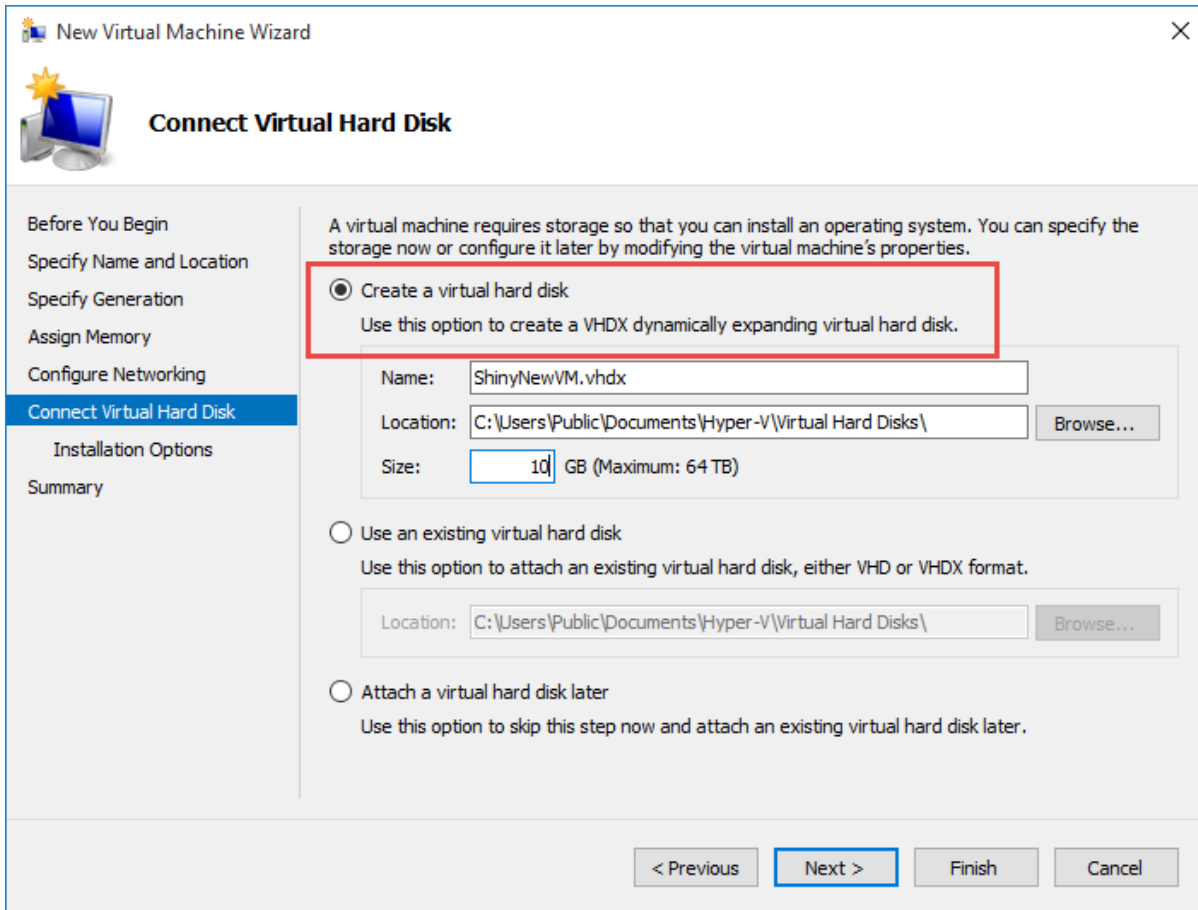 New Virtual Machine Wizard
Connect Virtual Hard Disk
Before You Begin
Specify Name and Location
Specify Generation
Assign Memory
Configure Networking
Connect Virtual Hard Disk
Installation Options
Summary
A virtual machine requires storage so that you can install an operating system. You can specify the
storage now or configure it later by modifying the virtual machine's properties.
Create a virtual hard disk
Use this option to create a VHDX dynamically expanding virtual hard disk.
Name: ShinyNewVM.vhdx
Location: C:\Users\Public\Documents\Hyper-V\Virtual Hard Disks\ Browse...
Size: 10 GB (Maximum: 64 TB)
Use an existing virtual hard disk
Use this option to attach an existing virtual hard disk, either VHD or VHDX format.
Location: C:\Users\Public\Documents\Hyper-V\Virtual Hard Disks\ Browse...
Attach a virtual hard disk later
Use this option to skip this step now and attach an existing virtual hard disk later.
< Previous Next > Finish Cancel